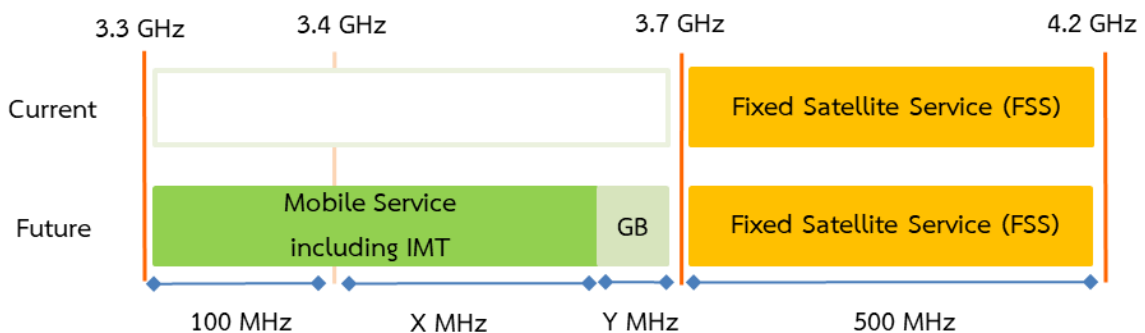 3.3 GHz
3.4 GHz
3.7 GHz
4.2 GHz
Current
Fixed Satellite Service (FSS)
Future
Mobile Service
including IMT
GB
Fixed Satellite Service (FSS)
100 MHz
X MHz
Y MHz
500 MHz